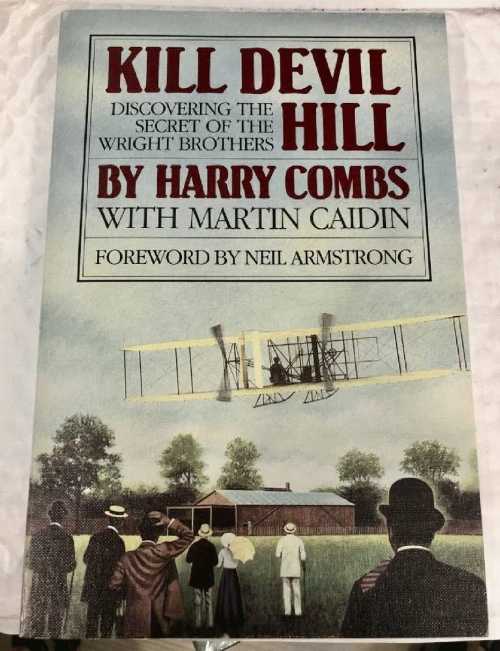 KILL DEVIL
HILL
DISCOVERING THE
SECRET OF THE
WRIGHT BROTHERS
BY HARRY COMBS
WITH MARTIN CAIDIN
FOREWORD BY NEIL ARMSTRONG